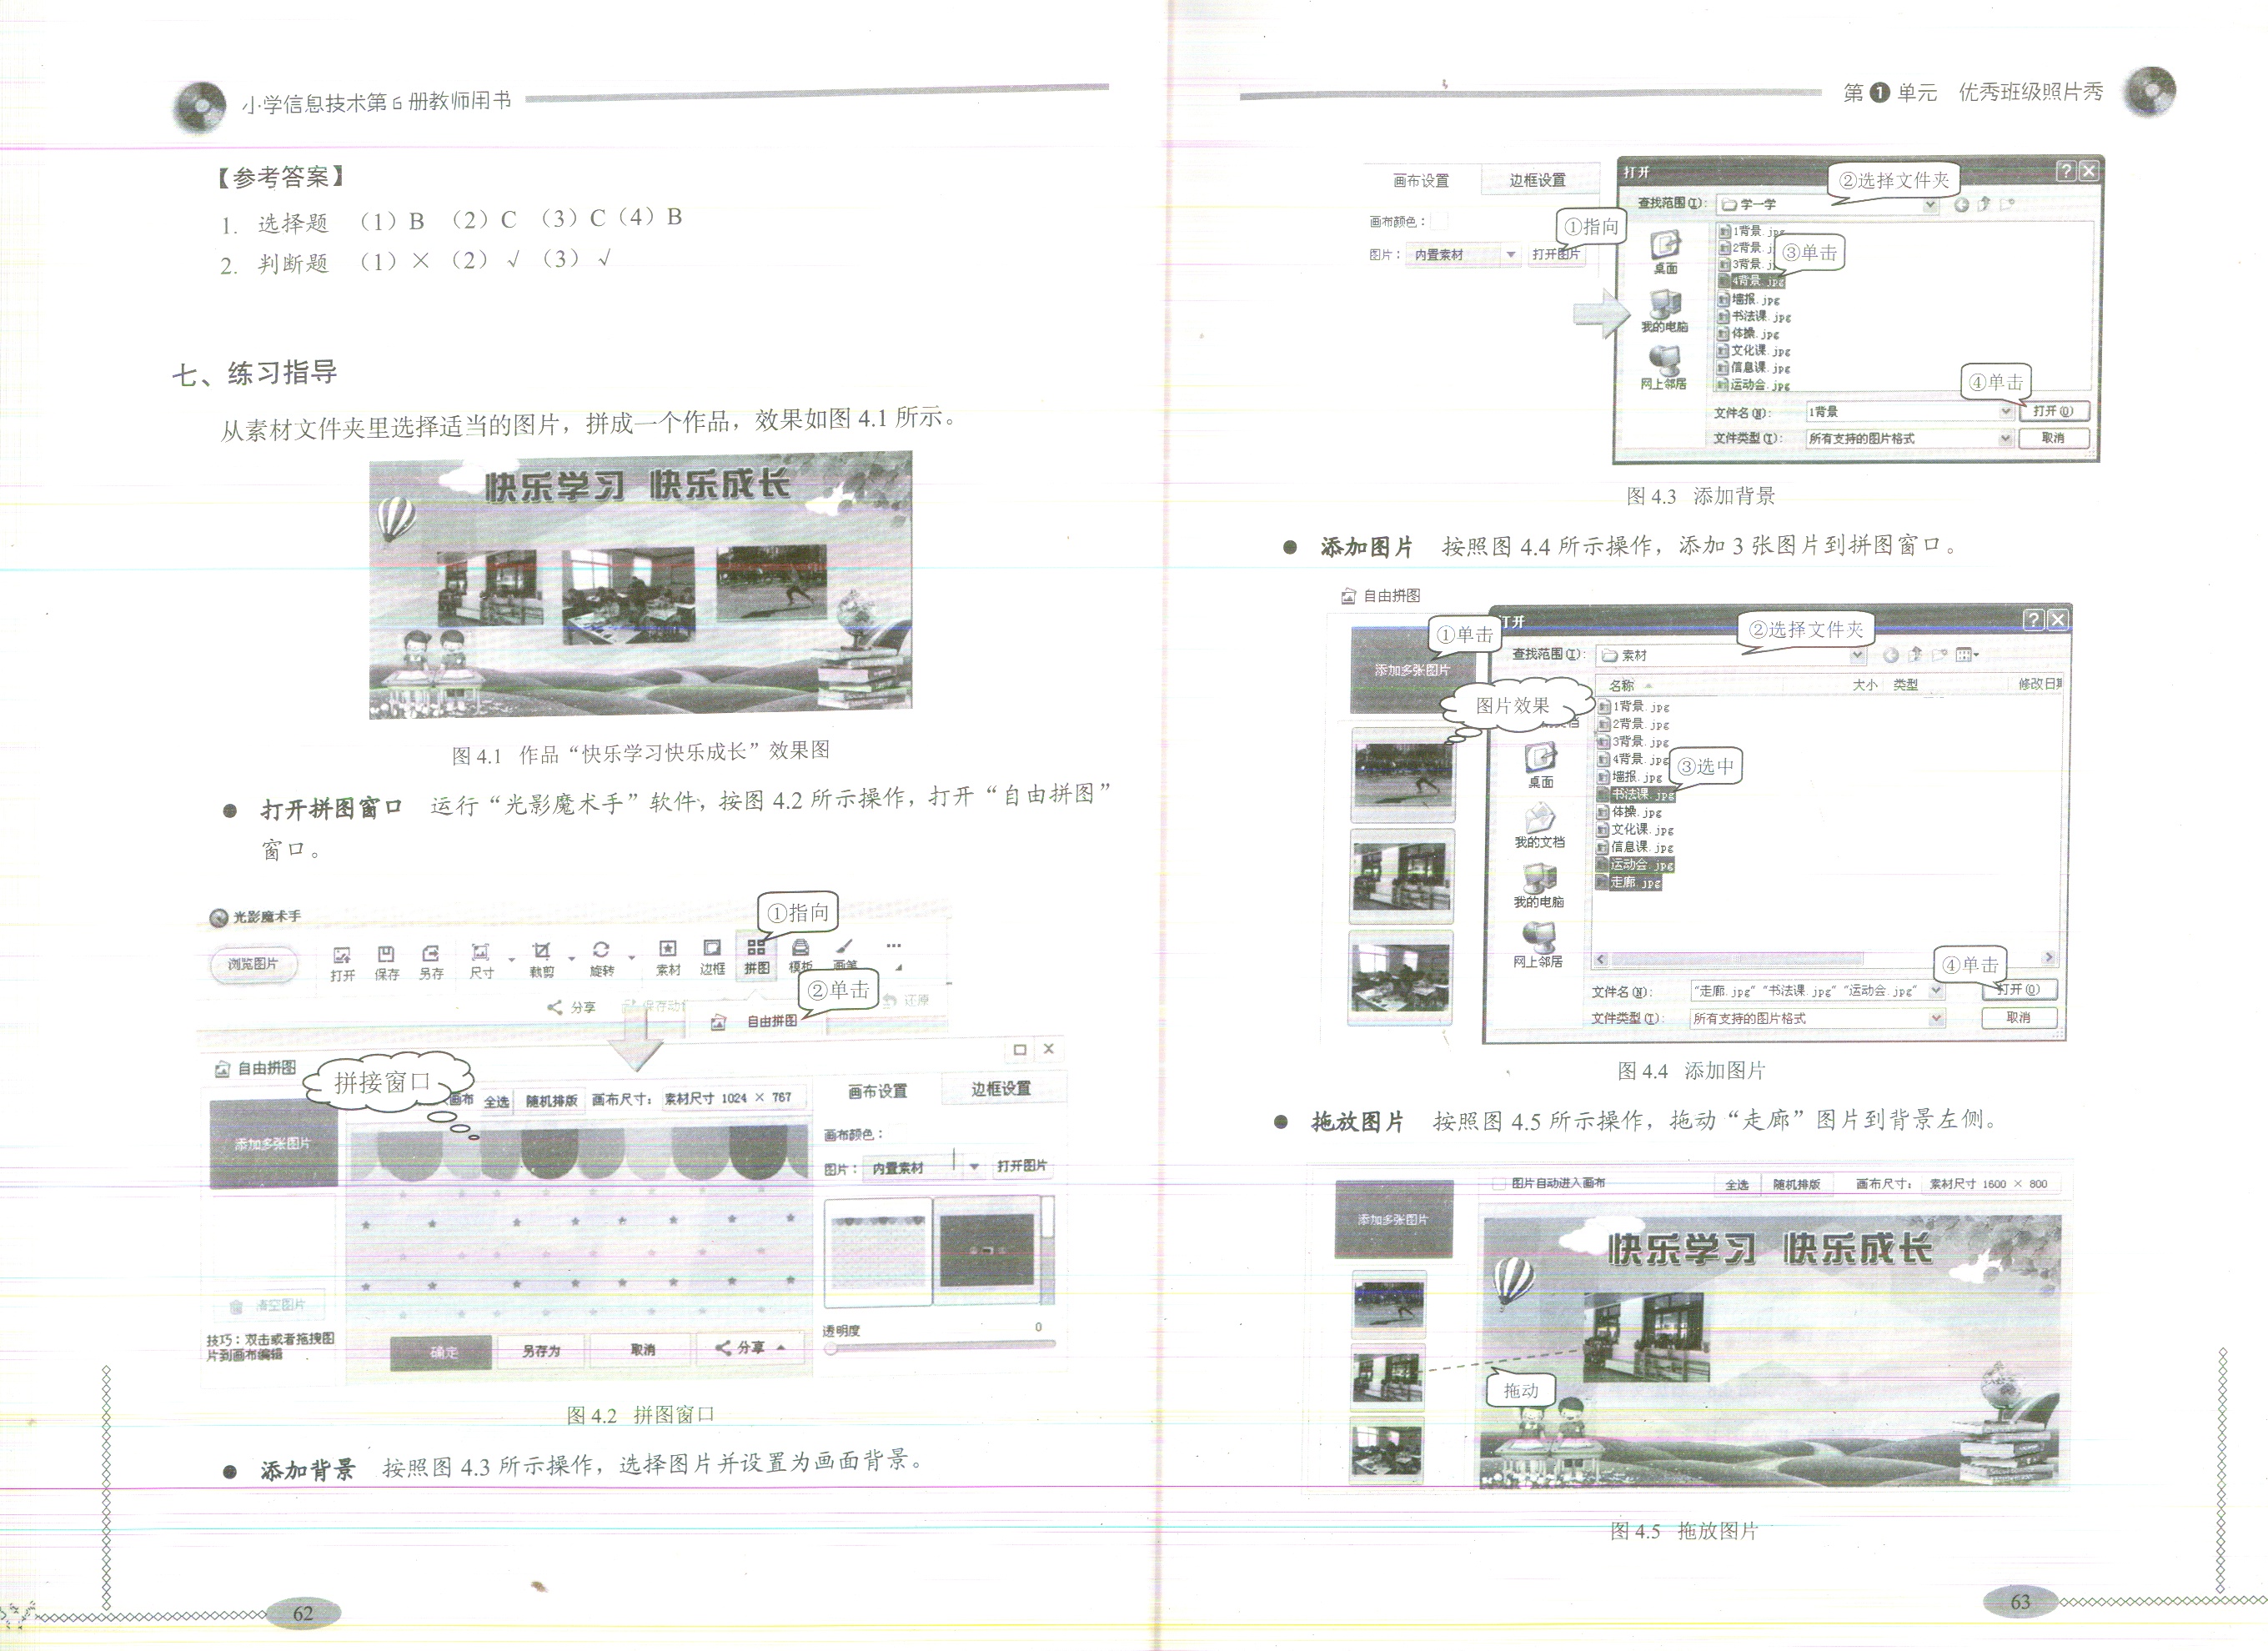 小学信息技术第6册教师用书
【参考答案】
1. 选择题 （1）B （2）C （3）C（4）B
2. 判断题 （1）× （2）√ （3）√
七、练习指导
从素材文件夹里选择适当的图片，拼成一个作品，效果如图 4.1 所示。
快乐学习 快乐成长
图 4.1 作品“快乐学习快乐成长”效果图
● 打开拼图窗口 运行“光影魔术手”软件，按图 4.2 所示操作，打开“自由拼图”
窗口。
光影魔术手
①指向
浏览图片 打开 保存 另存 尺寸 裁剪 旋转 素材 边框 拼图 模板 画笔
②单击
分享 还原
自由拼图
自由拼图
拼接窗口
画布 全选 随机排版 画布尺寸： 素材尺寸 1024 × 767
画布设置 边框设置
添加多张图片
画布颜色：
图片： 内置素材 打开图片
清空图片
技巧：双击或者拖拽图
片到画布编辑
确定 另存为 取消 分享
透明度 0
图 4.2 拼图窗口
● 添加背景 按照图 4.3 所示操作，选择图片并设置为画面背景。
62
第1单元 优秀班级照片秀
画布设置 边框设置
画布颜色：
图片： 内置素材 打开图片
①指向
打开
②选择文件夹
查找范围(I)： 学一学
1背景.jpg
2背景.j
3背景.j
③单击
4背景.jpg
墙报.jpg
书法课.jpg
体操.jpg
文化课.jpg
信息课.jpg
运动会.jpg
桌面
我的电脑
网上邻居
④单击
文件名(N)： 1背景 打开(O)
文件类型(T)： 所有支持的图片格式 取消
图 4.3 添加背景
● 添加图片 按照图 4.4 所示操作，添加 3 张图片到拼图窗口。
自由拼图
①单击
添加多张图片
图片效果
打开
②选择文件夹
查找范围(I)： 素材
名称 大小 类型 修改日期
1背景.jpg
2背景.jpg
3背景.jpg
4背景.jpg
墙报.jpg
③选中
书法课.jpg
体操.jpg
文化课.jpg
信息课.jpg
运动会.jpg
走廊.jpg
桌面
我的文档
我的电脑
网上邻居
④单击
文件名(N)： “走廊.jpg” “书法课.jpg” “运动会.jpg” 打开(O)
文件类型(T)： 所有支持的图片格式 取消
图 4.4 添加图片
● 拖放图片 按照图 4.5 所示操作，拖动“走廊”图片到背景左侧。
添加多张图片
图片自动进入画布 全选 随机排版 画布尺寸： 素材尺寸 1600 × 800
快乐学习 快乐成长
拖动
图 4.5 拖放图片
63